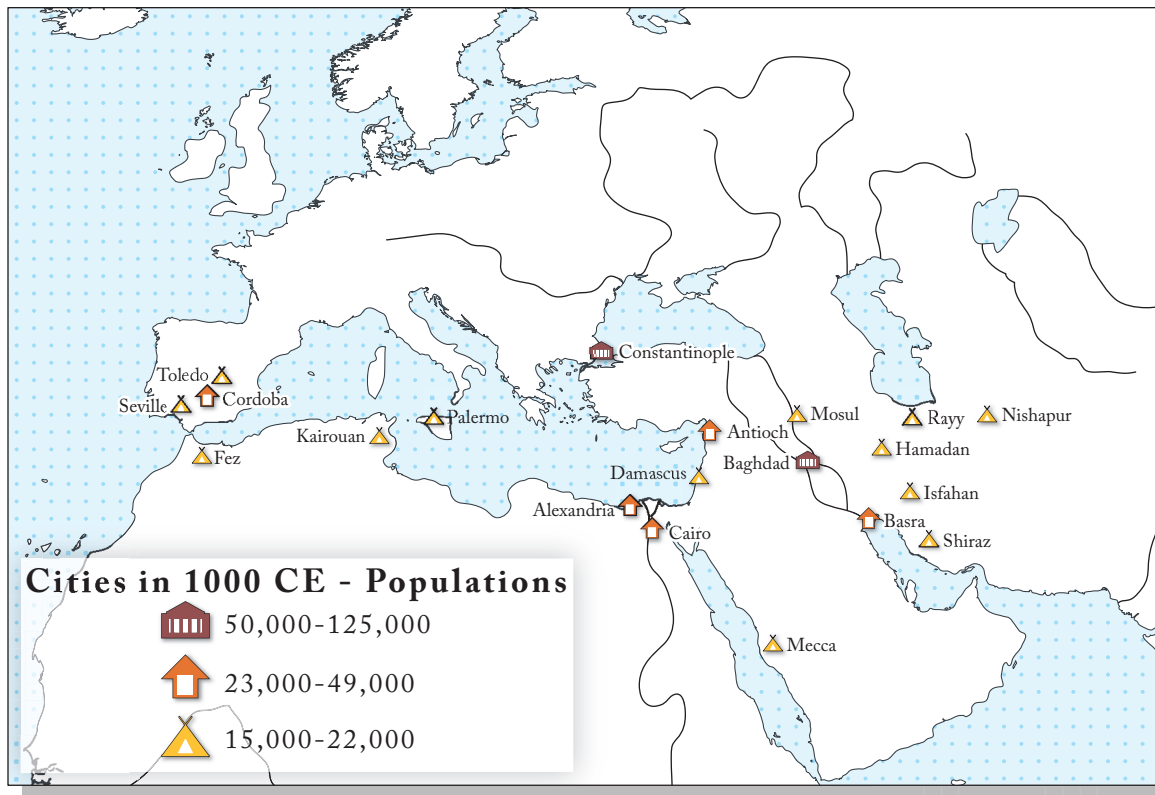 Constantinople
Toledo
Cordoba
Seville
Palermo
Kairouan
Fez
Mosul
Rayy
Nishapur
Antioch
Baghdad
Hamadan
Damascus
Isfahan
Alexandria
Cairo
Basra
Shiraz
Mecca
Cities in 1000 CE - Populations
50,000-125,000
23,000-49,000
15,000-22,000